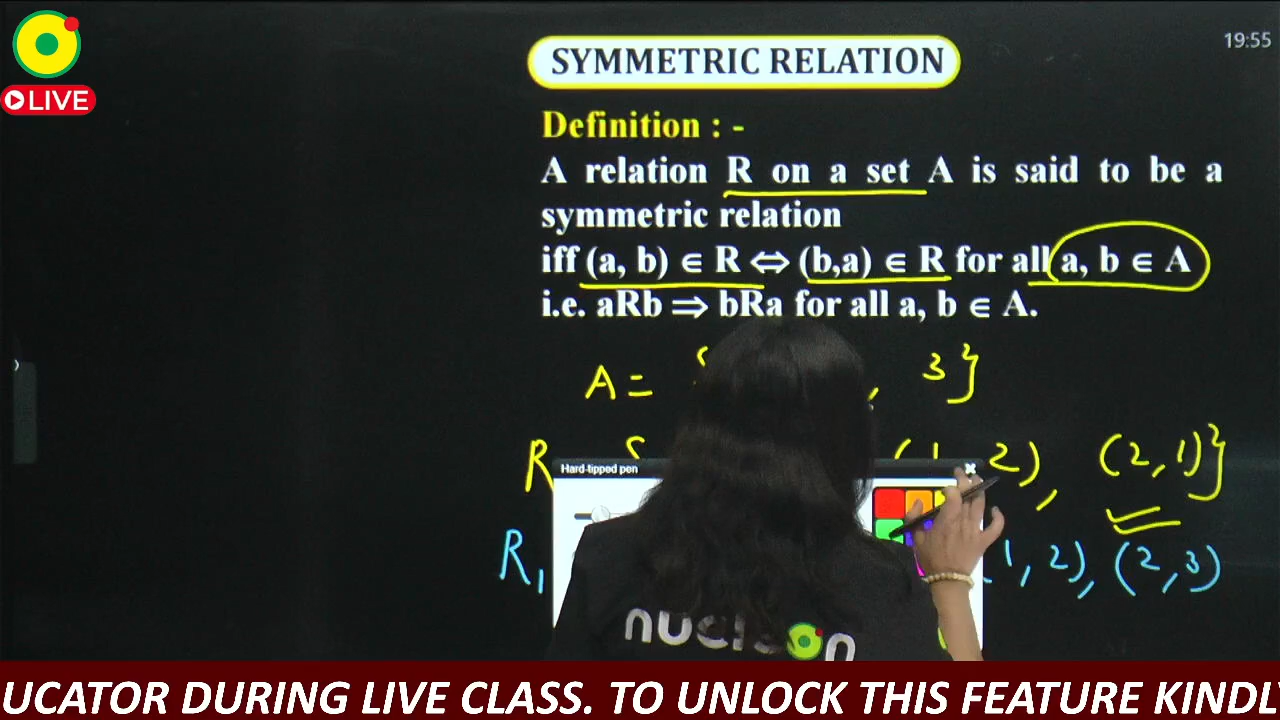 19:55
LIVE
SYMMETRIC RELATION
Definition : -
A relation R on a set A is said to be a
symmetric relation
iff (a, b) ∈ R ⇔ (b,a) ∈ R for all a, b ∈ A
i.e. aRb ⇒ bRa for all a, b ∈ A.
A = { , 3}
R { (1, 2), (2,1)}
Hard-tipped pen
R₁ (1, 2), (2,3)
UCATOR DURING LIVE CLASS. TO UNLOCK THIS FEATURE KINDLY